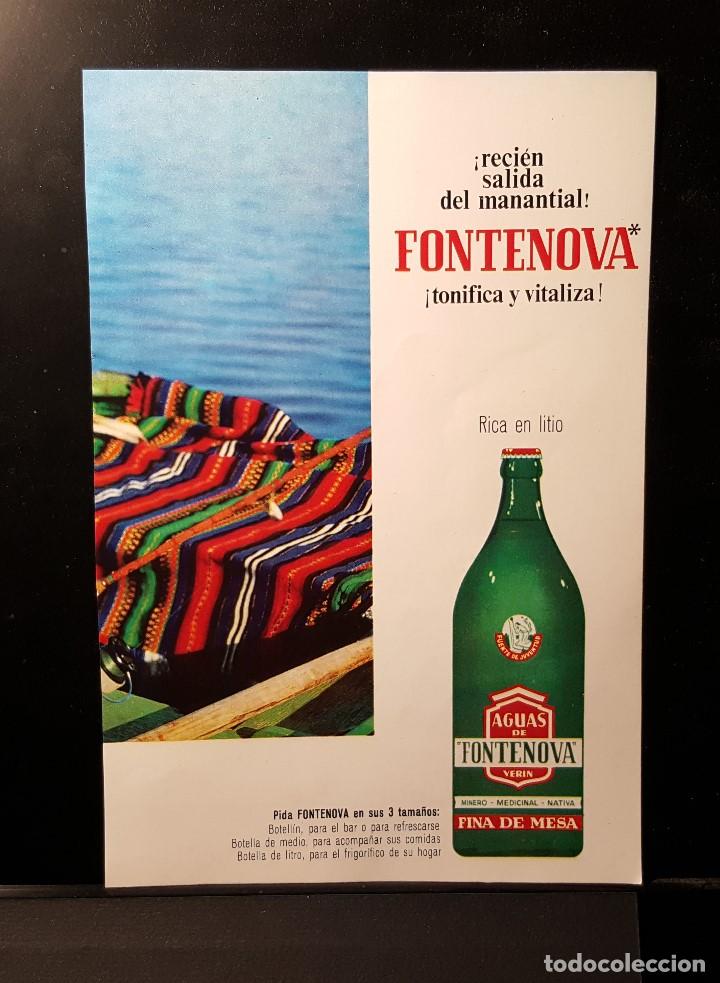 ¡recién
salida
del manantial!
FONTENOVA*
¡tonifica y vitaliza!
Rica en litio
FUENTE DE JUVENTUD
AGUAS
DE
"FONTENOVA"
VERIN
MINERO - MEDICINAL - NATIVA
FINA DE MESA
Pida FONTENOVA en sus 3 tamaños:
Botellín, para el bar o para refrescarse
Botella de medio, para acompañar sus comidas
Botella de litro, para el frigorífico de su hogar
todocoleccion